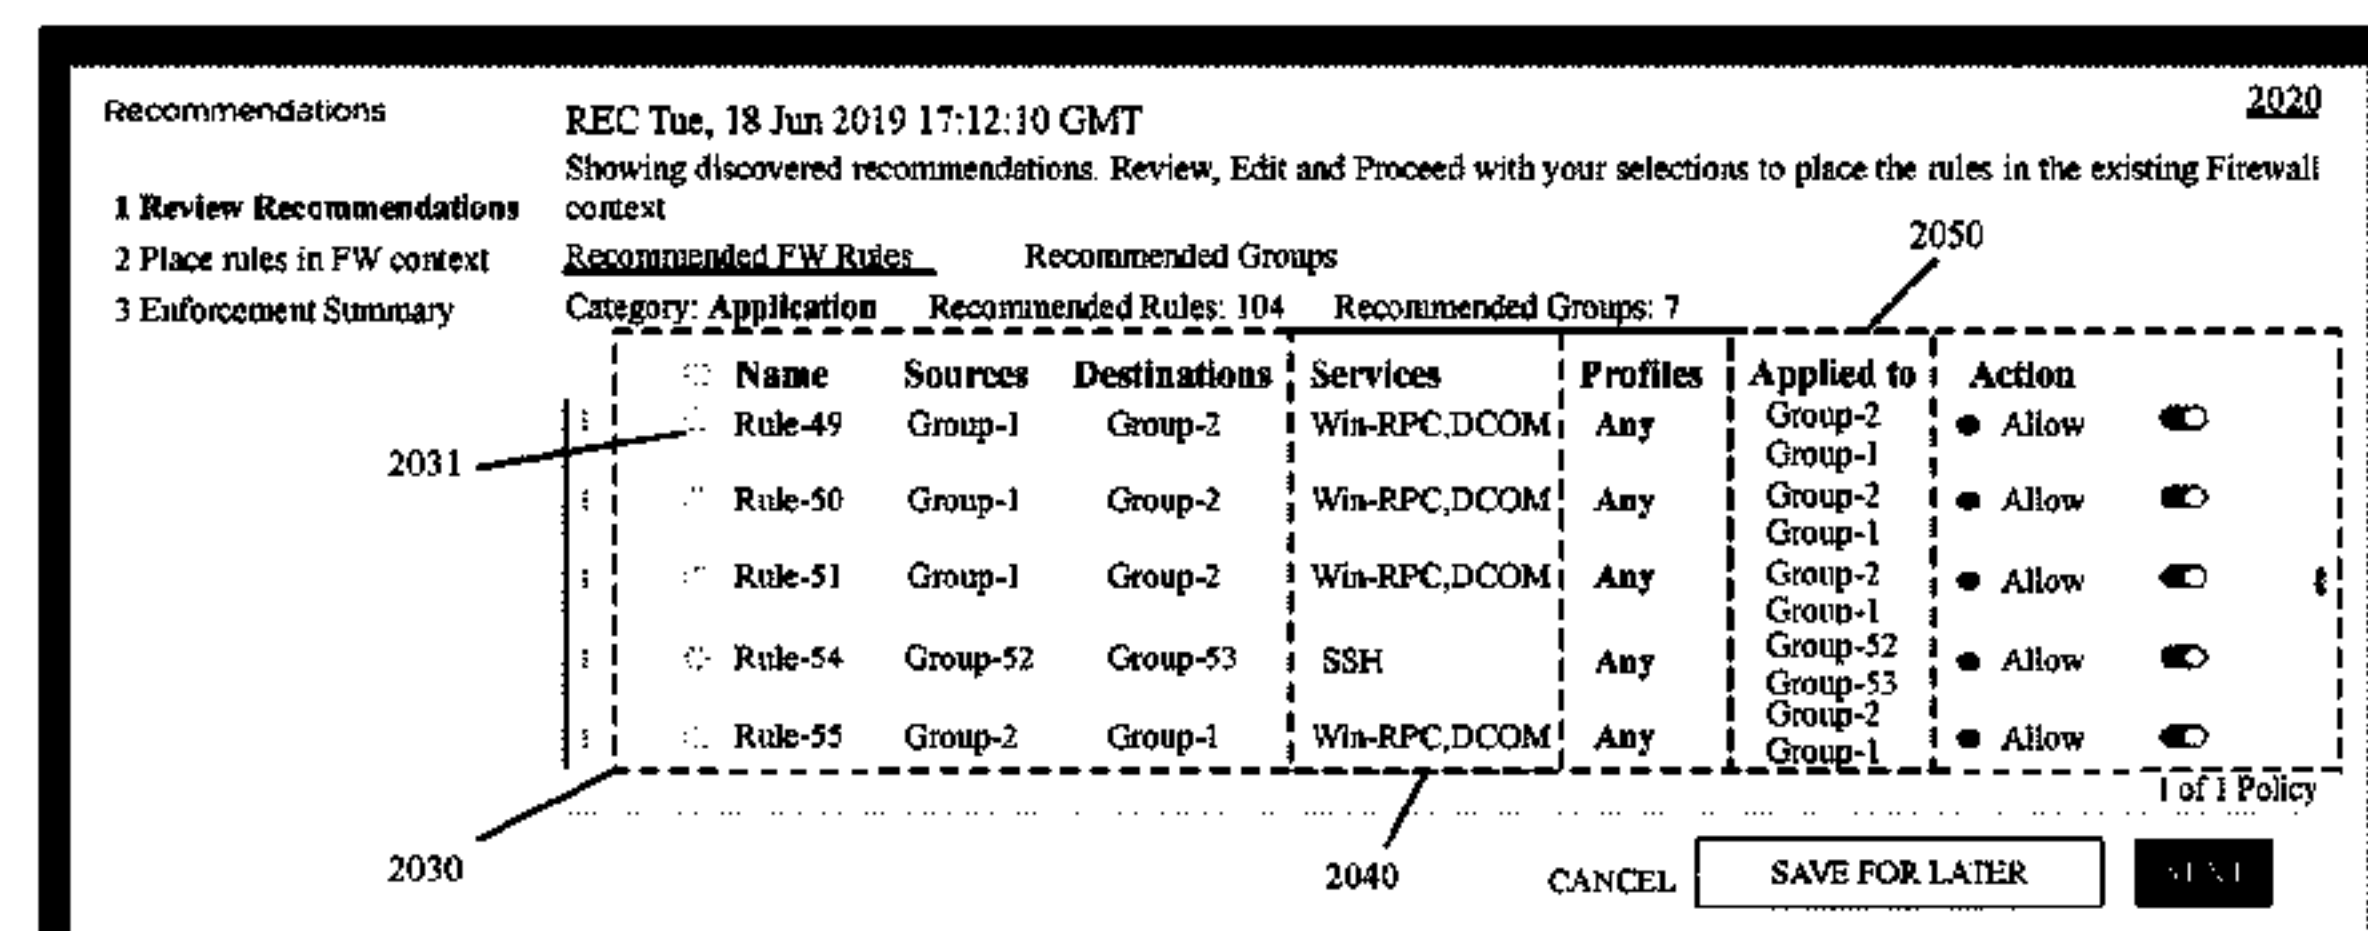 2020
Recommendations
REC Tue, 18 Jun 2019 17:12:10 GMT
Showing discovered recommendations. Review, Edit and Proceed with your selections to place the rules in the existing Firewall
context
1 Review Recommendations
2 Place rules in FW context
3 Enforcement Summary
2050
Recommended FW Rules Recommended Groups
Category: Application Recommended Rules: 104 Recommended Groups: 7
Name Sources Destinations Services Profiles Applied to Action
Rule-49 Group-1 Group-2 Win-RPC,DCOM Any Group-2 Allow
Group-1
2031
Rule-50 Group-1 Group-2 Win-RPC,DCOM Any Group-2 Allow
Group-1
Rule-51 Group-1 Group-2 Win-RPC,DCOM Any Group-2 Allow
Group-1
Rule-54 Group-52 Group-53 SSH Any Group-52 Allow
Group-53
Rule-55 Group-2 Group-1 Win-RPC,DCOM Any Group-2 Allow
Group-1
1 of 1 Policy
2030
2040
CANCEL SAVE FOR LATER